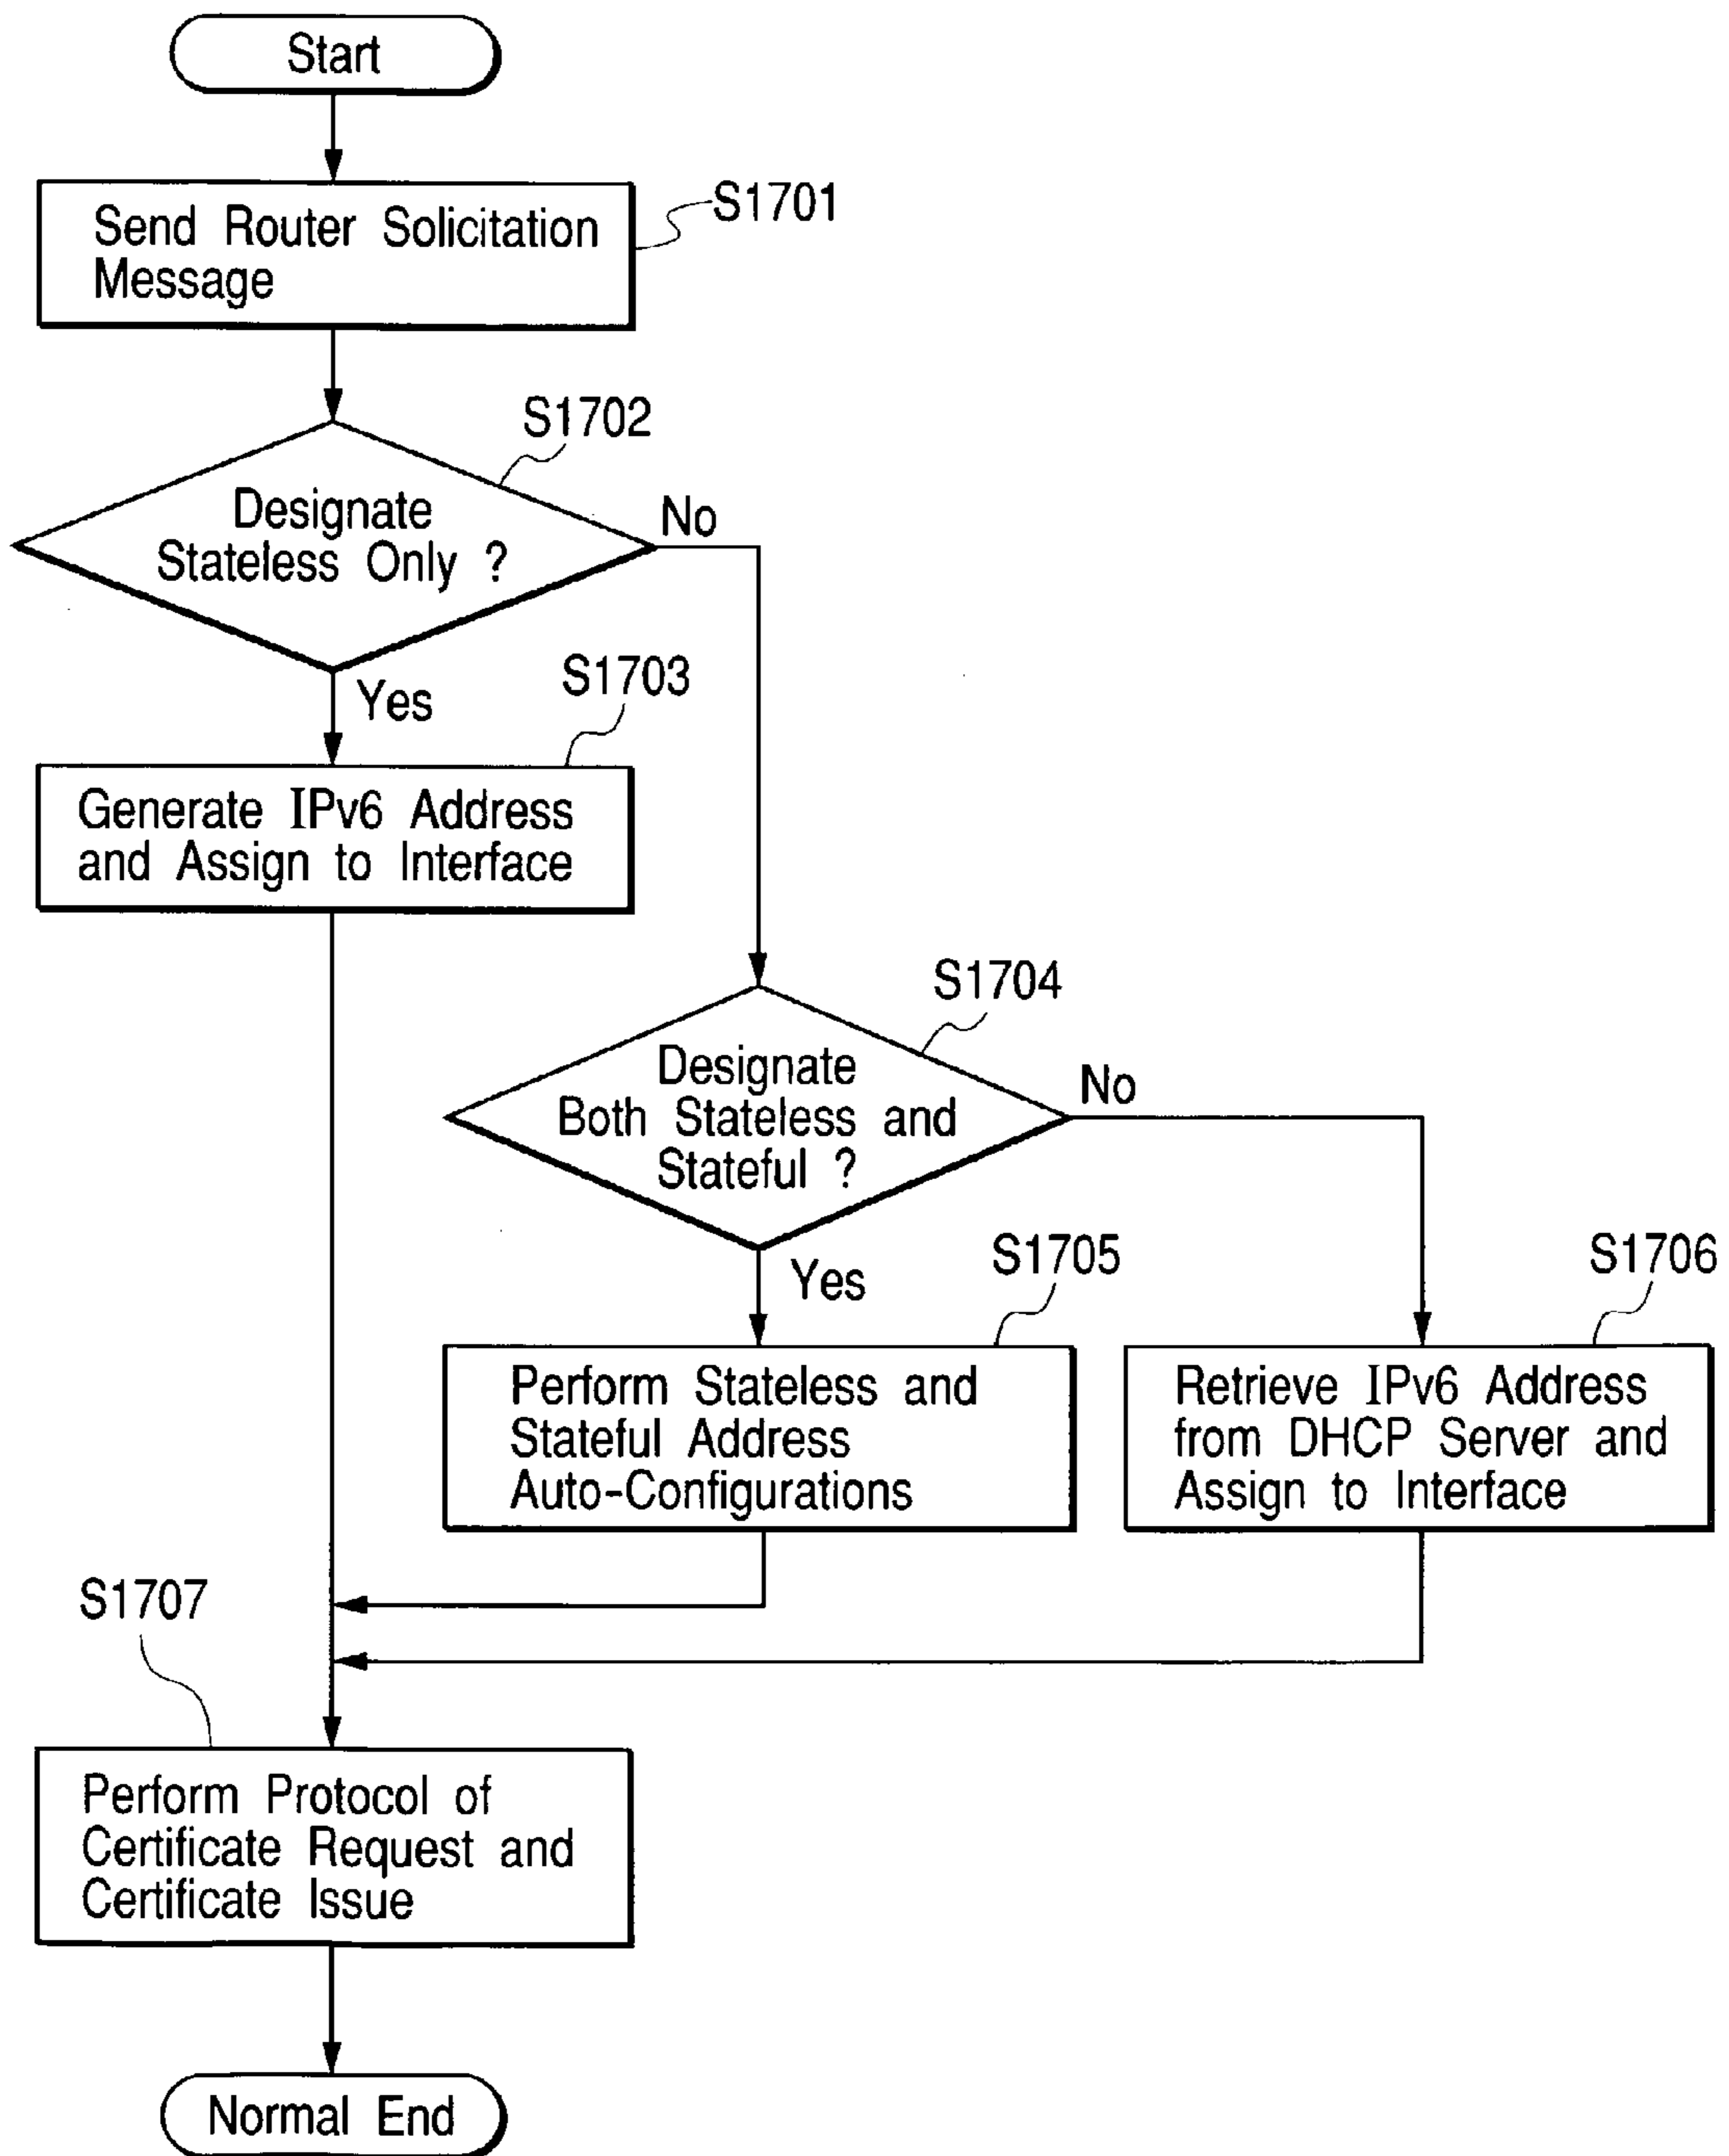 Start
S1701
Send Router Solicitation
Message
S1702
Designate
Stateless Only ?
No
Yes
S1703
Generate IPv6 Address
and Assign to Interface
S1704
Designate
Both Stateless and
Stateful ?
No
Yes
S1705
S1706
Perform Stateless and
Stateful Address
Auto-Configurations
Retrieve IPv6 Address
from DHCP Server and
Assign to Interface
S1707
Perform Protocol of
Certificate Request and
Certificate Issue
Normal End